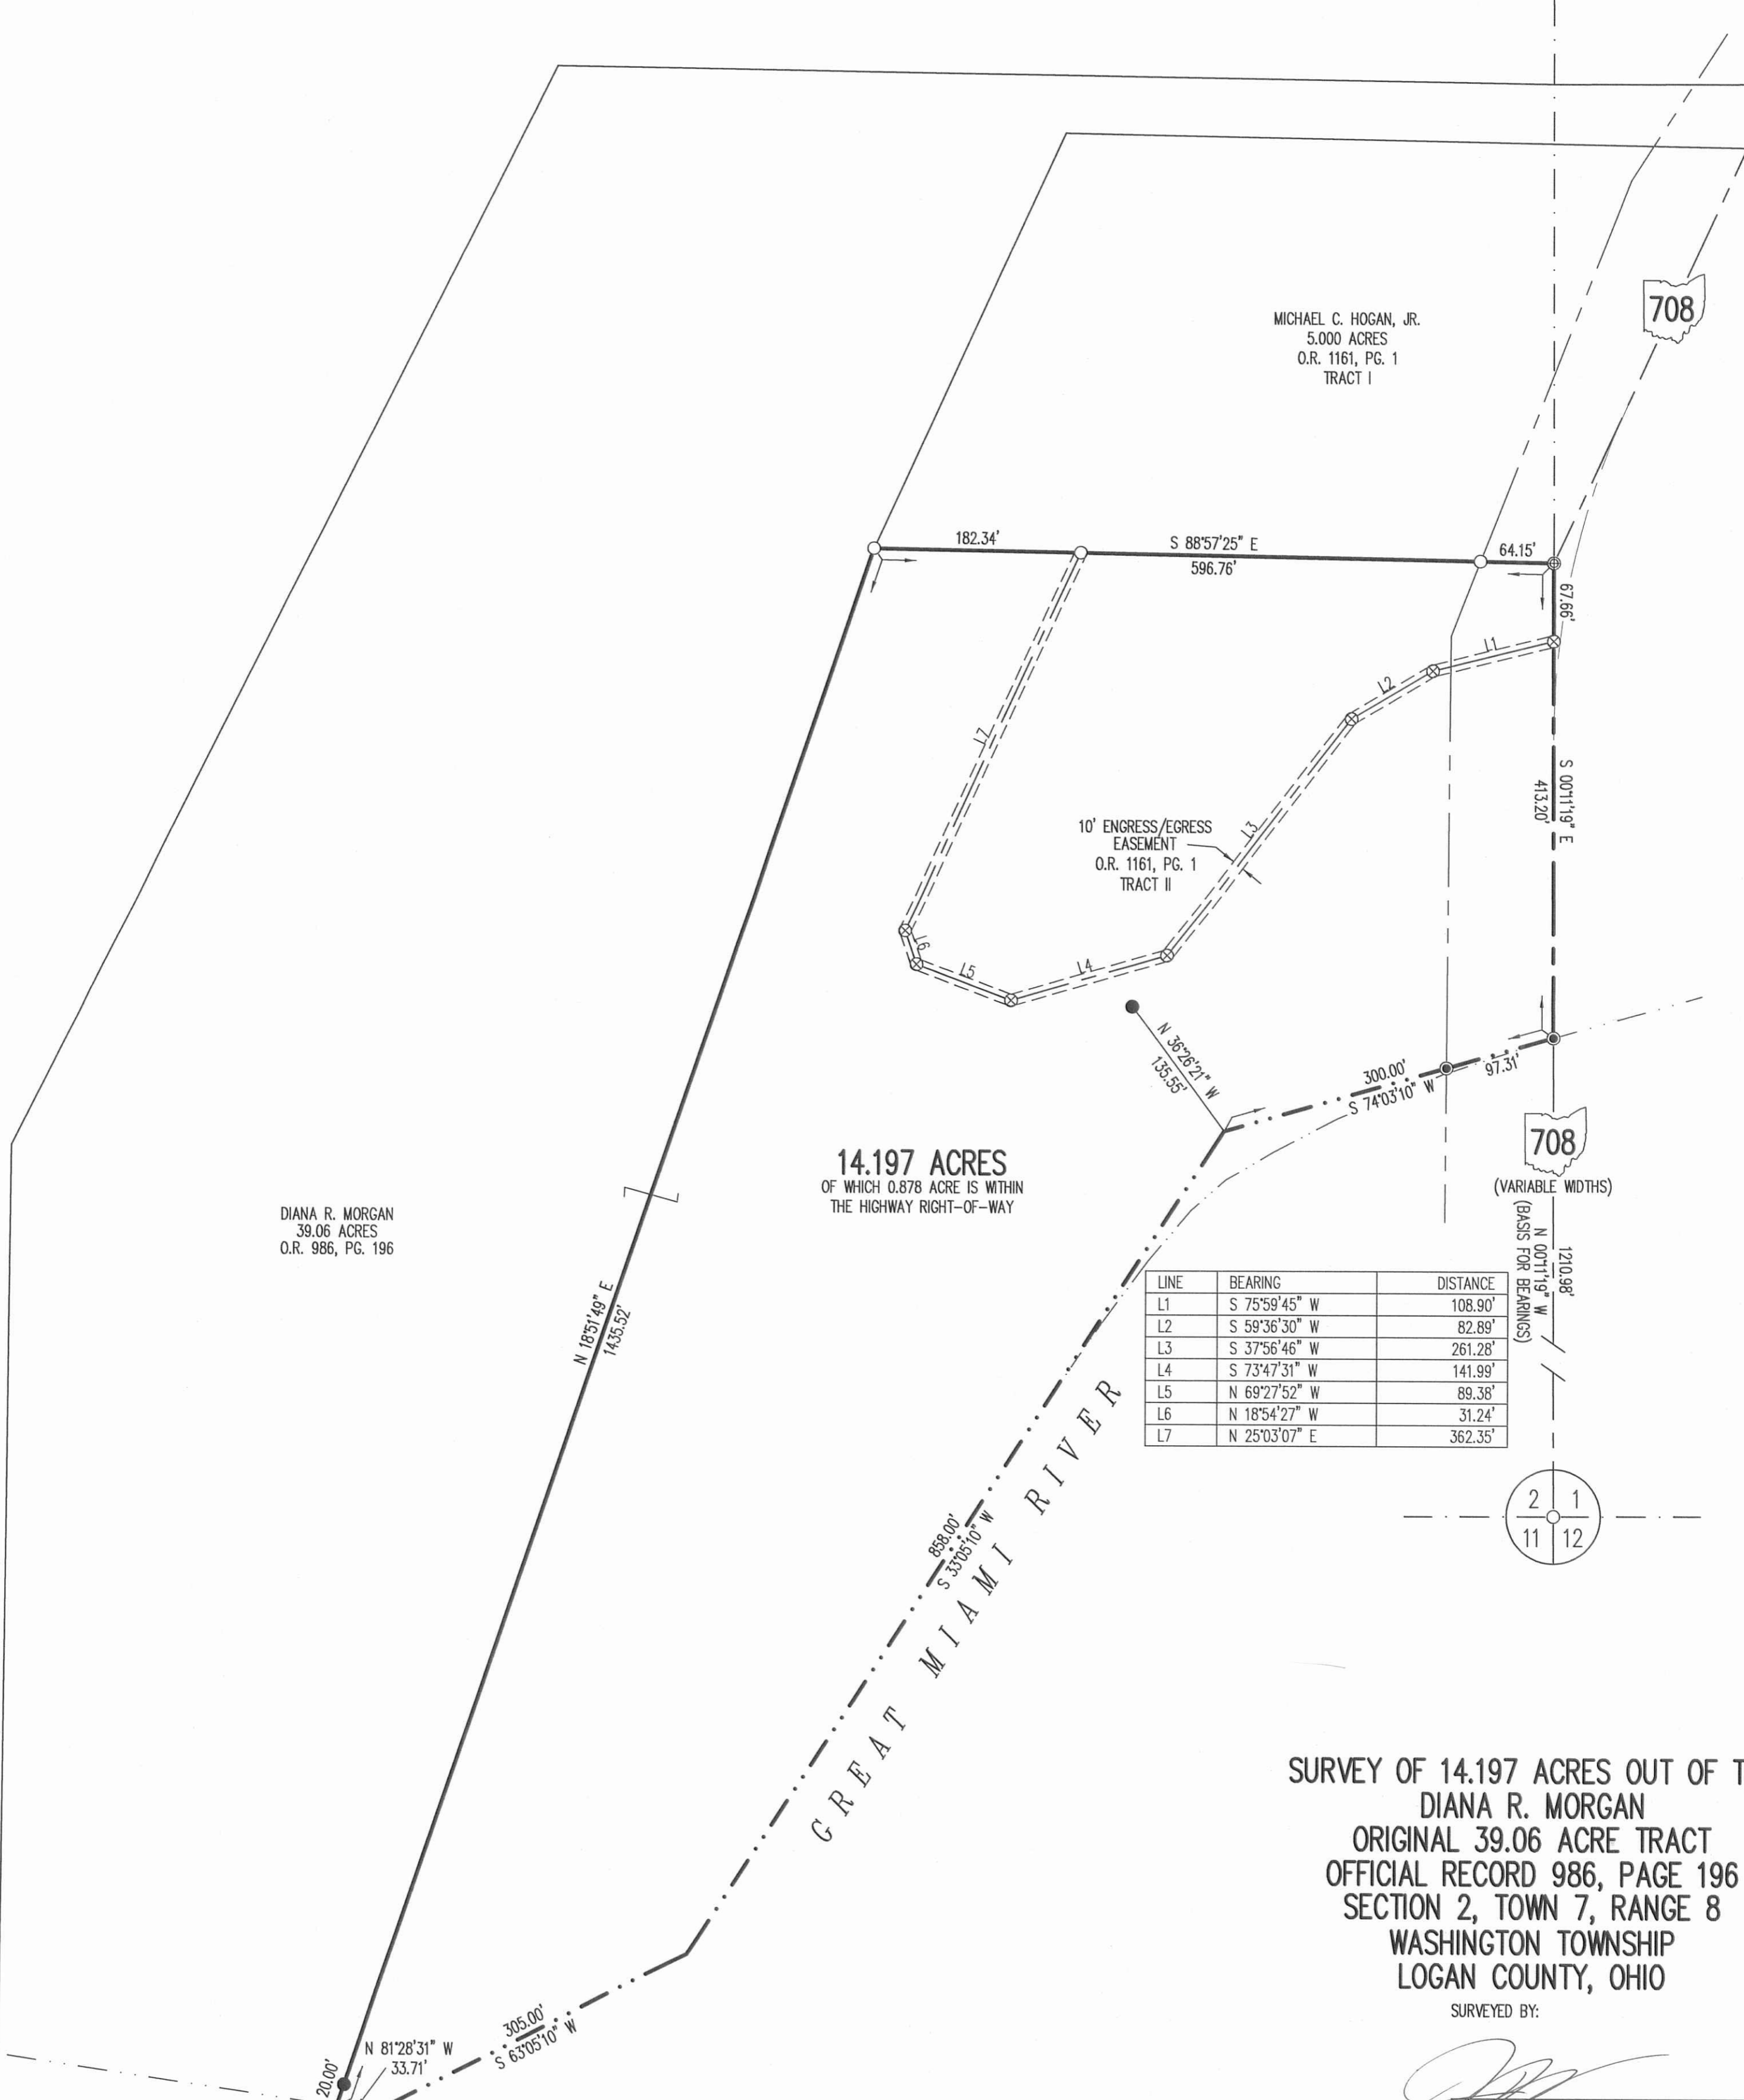 708
MICHAEL C. HOGAN, JR.
5.000 ACRES
O.R. 1161, PG. 1
TRACT I
182.34'
S 88°57'25" E
596.76'
64.15'
67.66'
L1
L2
L7
S 00°11'19" E
413.20'
10' ENGRESS/EGRESS
EASEMENT
O.R. 1161, PG. 1
TRACT II
L3
L6
L5
L4
N 36°26'21" W
135.55'
300.00'
S 74°03'10" W
97.31'
708
(VARIABLE WIDTHS)
14.197 ACRES
OF WHICH 0.878 ACRE IS WITHIN
THE HIGHWAY RIGHT-OF-WAY
DIANA R. MORGAN
39.06 ACRES
O.R. 986, PG. 196
1210.98'
N 00°11'19" W
(BASIS FOR BEARINGS)
N 18°51'49" E
1435.52'
LINE BEARING DISTANCE
L1 S 75°59'45" W 108.90'
L2 S 59°36'30" W 82.89'
L3 S 37°56'46" W 261.28'
L4 S 73°47'31" W 141.99'
L5 N 69°27'52" W 89.38'
L6 N 18°54'27" W 31.24'
L7 N 25°03'07" E 362.35'
2 1
11 12
858.00'
S 33°05'10" W
GREAT MIAMI RIVER
SURVEY OF 14.197 ACRES OUT OF T
DIANA R. MORGAN
ORIGINAL 39.06 ACRE TRACT
OFFICIAL RECORD 986, PAGE 196
SECTION 2, TOWN 7, RANGE 8
WASHINGTON TOWNSHIP
LOGAN COUNTY, OHIO
SURVEYED BY:
305.00'
S 63°05'10" W
N 81°28'31" W
33.71'
20.00'